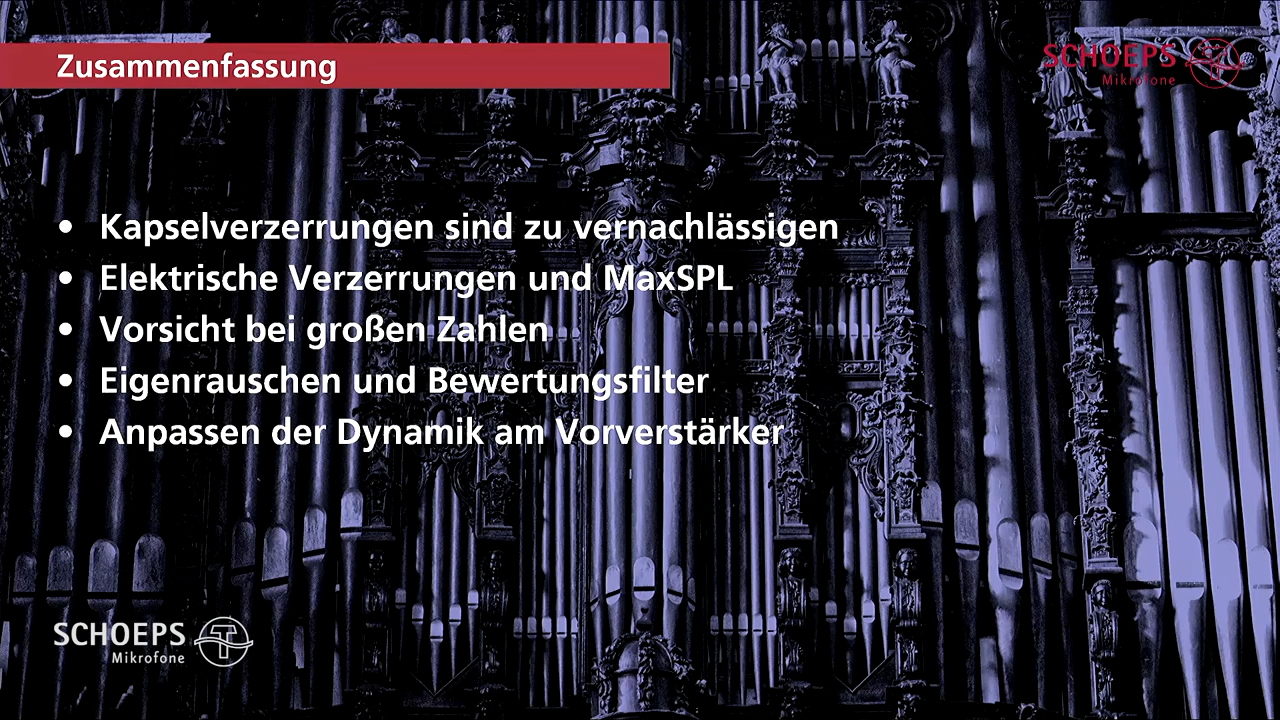 Zusammenfassung
SCHOEPS
Mikrofone
• Kapselverzerrungen sind zu vernachlässigen
• Elektrische Verzerrungen und MaxSPL
• Vorsicht bei großen Zahlen
• Eigenrauschen und Bewertungsfilter
• Anpassen der Dynamik am Vorverstärker
SCHOEPS
Mikrofone